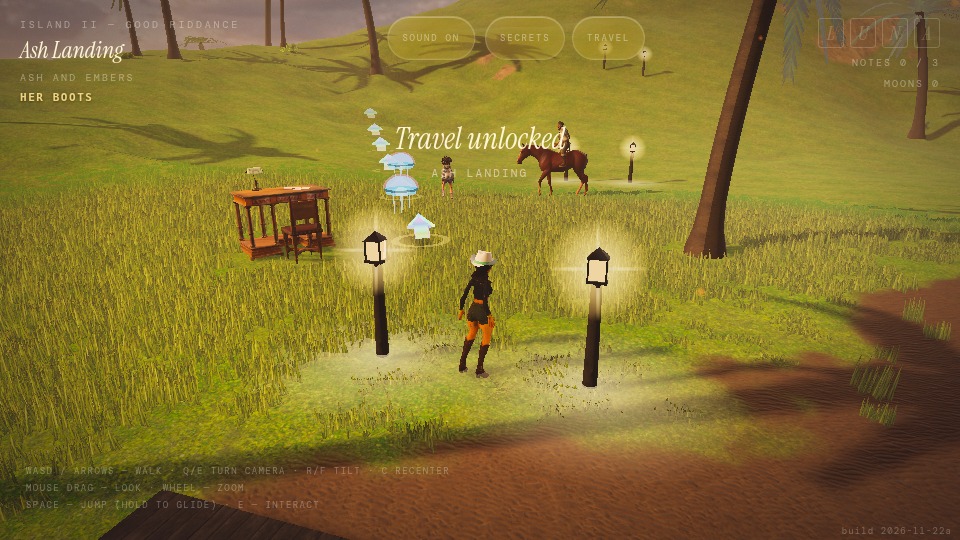 ISLAND II — GOOD RIDDANCE
Ash Landing
ASH AND EMBERS
HER BOOTS
SOUND ON
SECRETS
TRAVEL
NOTES 0 / 3
MOONS 0
Travel unlocked
ASH LANDING
WASD / ARROWS — WALK · Q/E TURN CAMERA · R/F TILT · C RECENTER
MOUSE DRAG — LOOK · WHEEL — ZOOM
SPACE — JUMP (HOLD TO GLIDE) · E — INTERACT
build 2026-11-22a